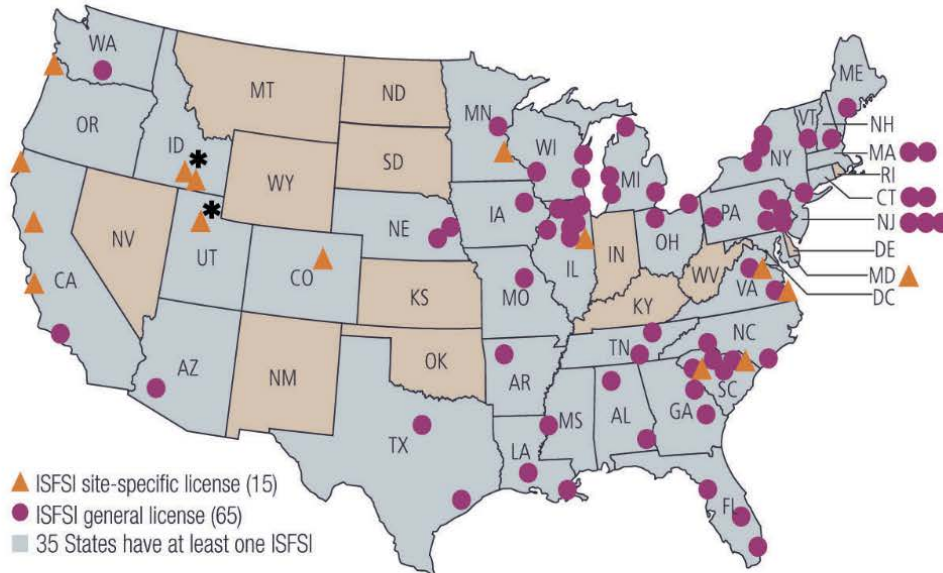 WA
MT
ND
MN
ME
OR
ID
*
SD
WI
VT
NH
WY
MI
NY
MA
RI
*
NE
IA
PA
CT
NJ
NV
UT
CO
IL
IN
OH
DE
MD
DC
CA
KS
MO
WV
VA
KY
NC
AZ
NM
OK
AR
TN
SC
TX
LA
MS
AL
GA
FL
ISFSI site-specific license (15)
ISFSI general license (65)
35 States have at least one ISFSI